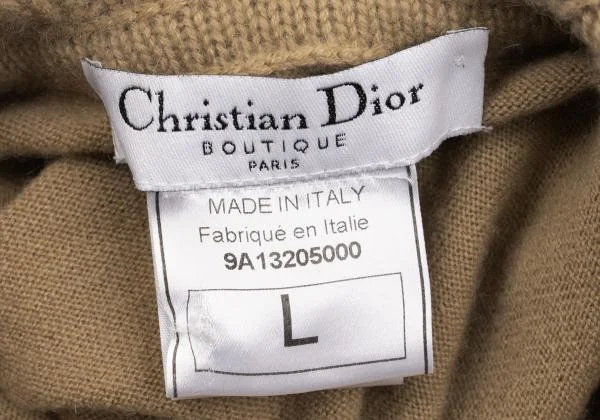 Christian Dior
BOUTIQUE
PARIS
MADE IN ITALY
Fabriqué en Italie
9A13205000
L